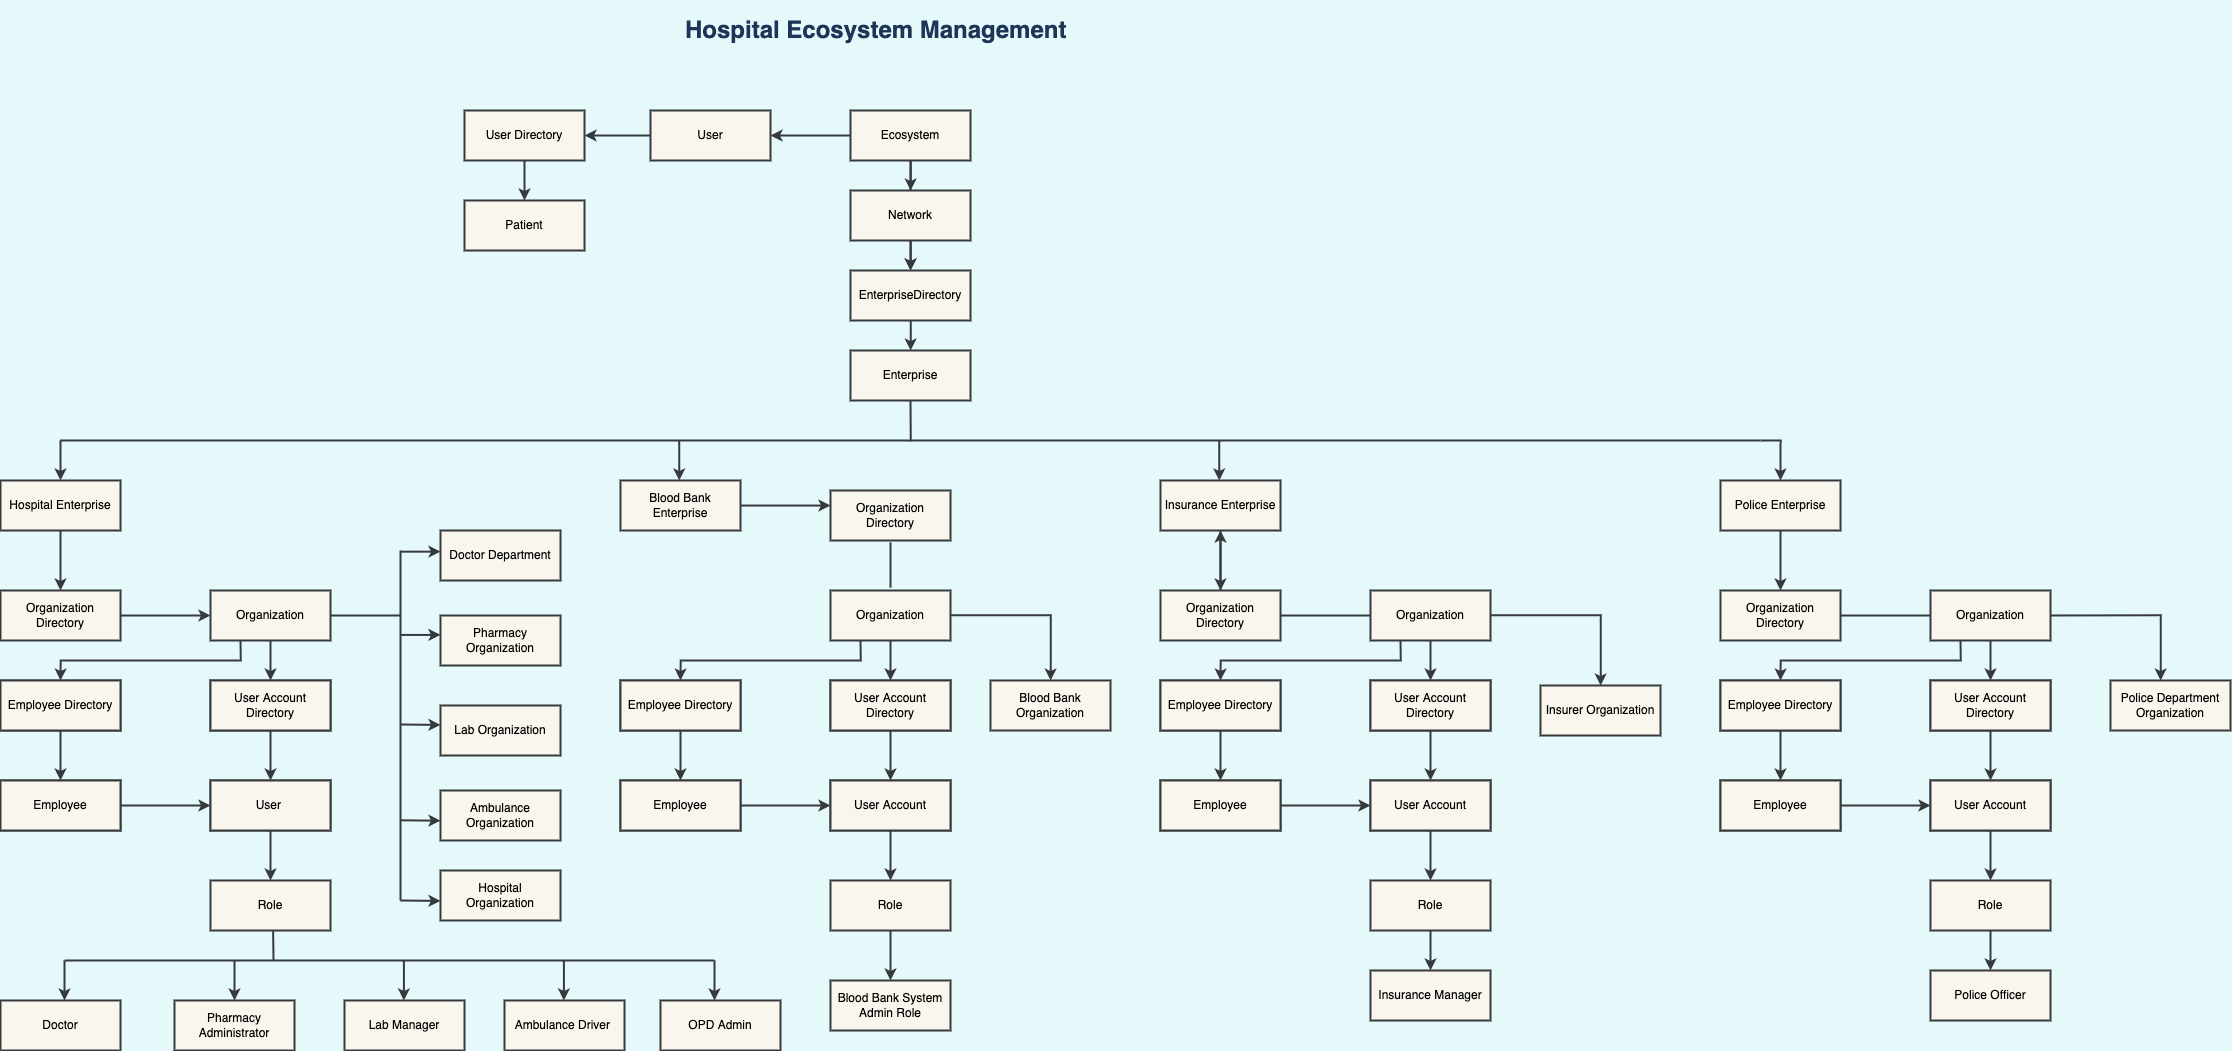 Hospital Ecosystem Management
User Directory
User
Ecosystem
Patient
Network
EnterpriseDirectory
Enterprise
Hospital Enterprise
Blood Bank
Enterprise
Organization
Directory
Insurance Enterprise
Police Enterprise
Doctor Department
Organization
Directory
Organization
Pharmacy
Organization
Organization
Organization
Directory
Organization
Organization
Directory
Organization
Employee Directory
User Account
Directory
Lab Organization
Employee Directory
User Account
Directory
Blood Bank
Organization
Employee Directory
User Account
Directory
Insurer Organization
Employee Directory
User Account
Directory
Police Department
Organization
Employee
User
Ambulance
Organization
Employee
User Account
Employee
User Account
Employee
User Account
Role
Hospital
Organization
Role
Role
Role
Doctor
Pharmacy
Administrator
Lab Manager
Ambulance Driver
OPD Admin
Blood Bank System
Admin Role
Insurance Manager
Police Officer